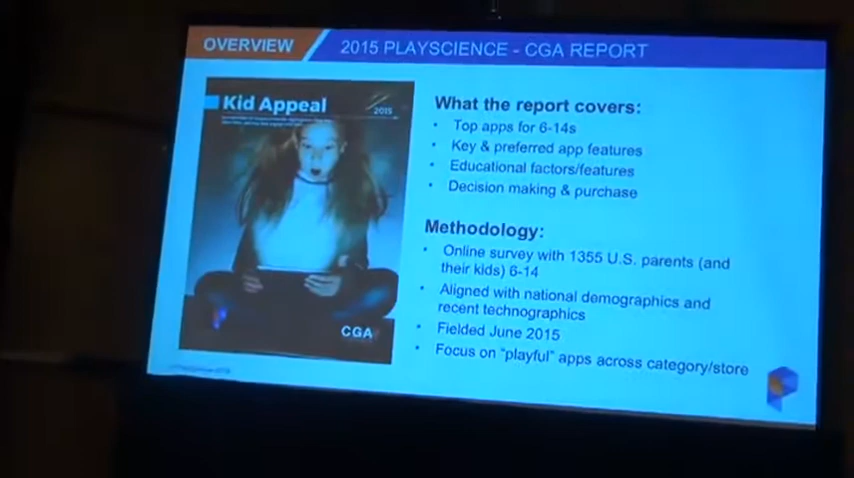 OVERVIEW
2015 PLAYSCIENCE - CGA REPORT
Kid Appeal
2015
CGA
What the report covers:
• Top apps for 6-14s
• Key & preferred app features
• Educational factors/features
• Decision making & purchase
Methodology:
• Online survey with 1355 U.S. parents (and
their kids) 6-14
• Aligned with national demographics and
recent technographics
• Fielded June 2015
• Focus on "playful" apps across category/store